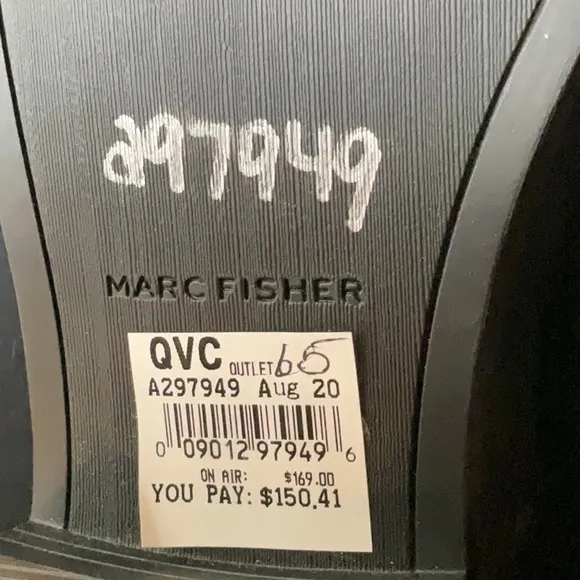 297949
MARC FISHER
QVC OUTLET 65
A297949 Aug 20
0 09012 97949 6
ON AIR: $169.00
YOU PAY: $150.41